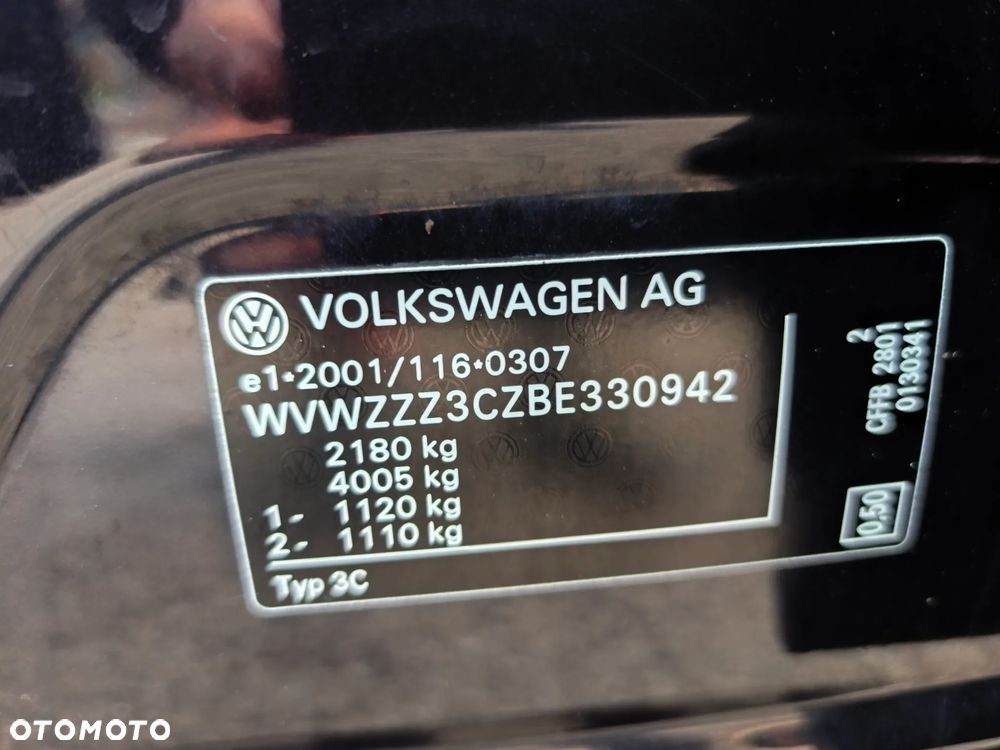 VOLKSWAGEN AG
e1*2001/116*0307
WVWZZZ3CZBE330942
2180 kg
4005 kg
1- 1120 kg
2- 1110 kg
Typ 3C
2
CFFB 2801
0130341
0.50
OTOMOTO